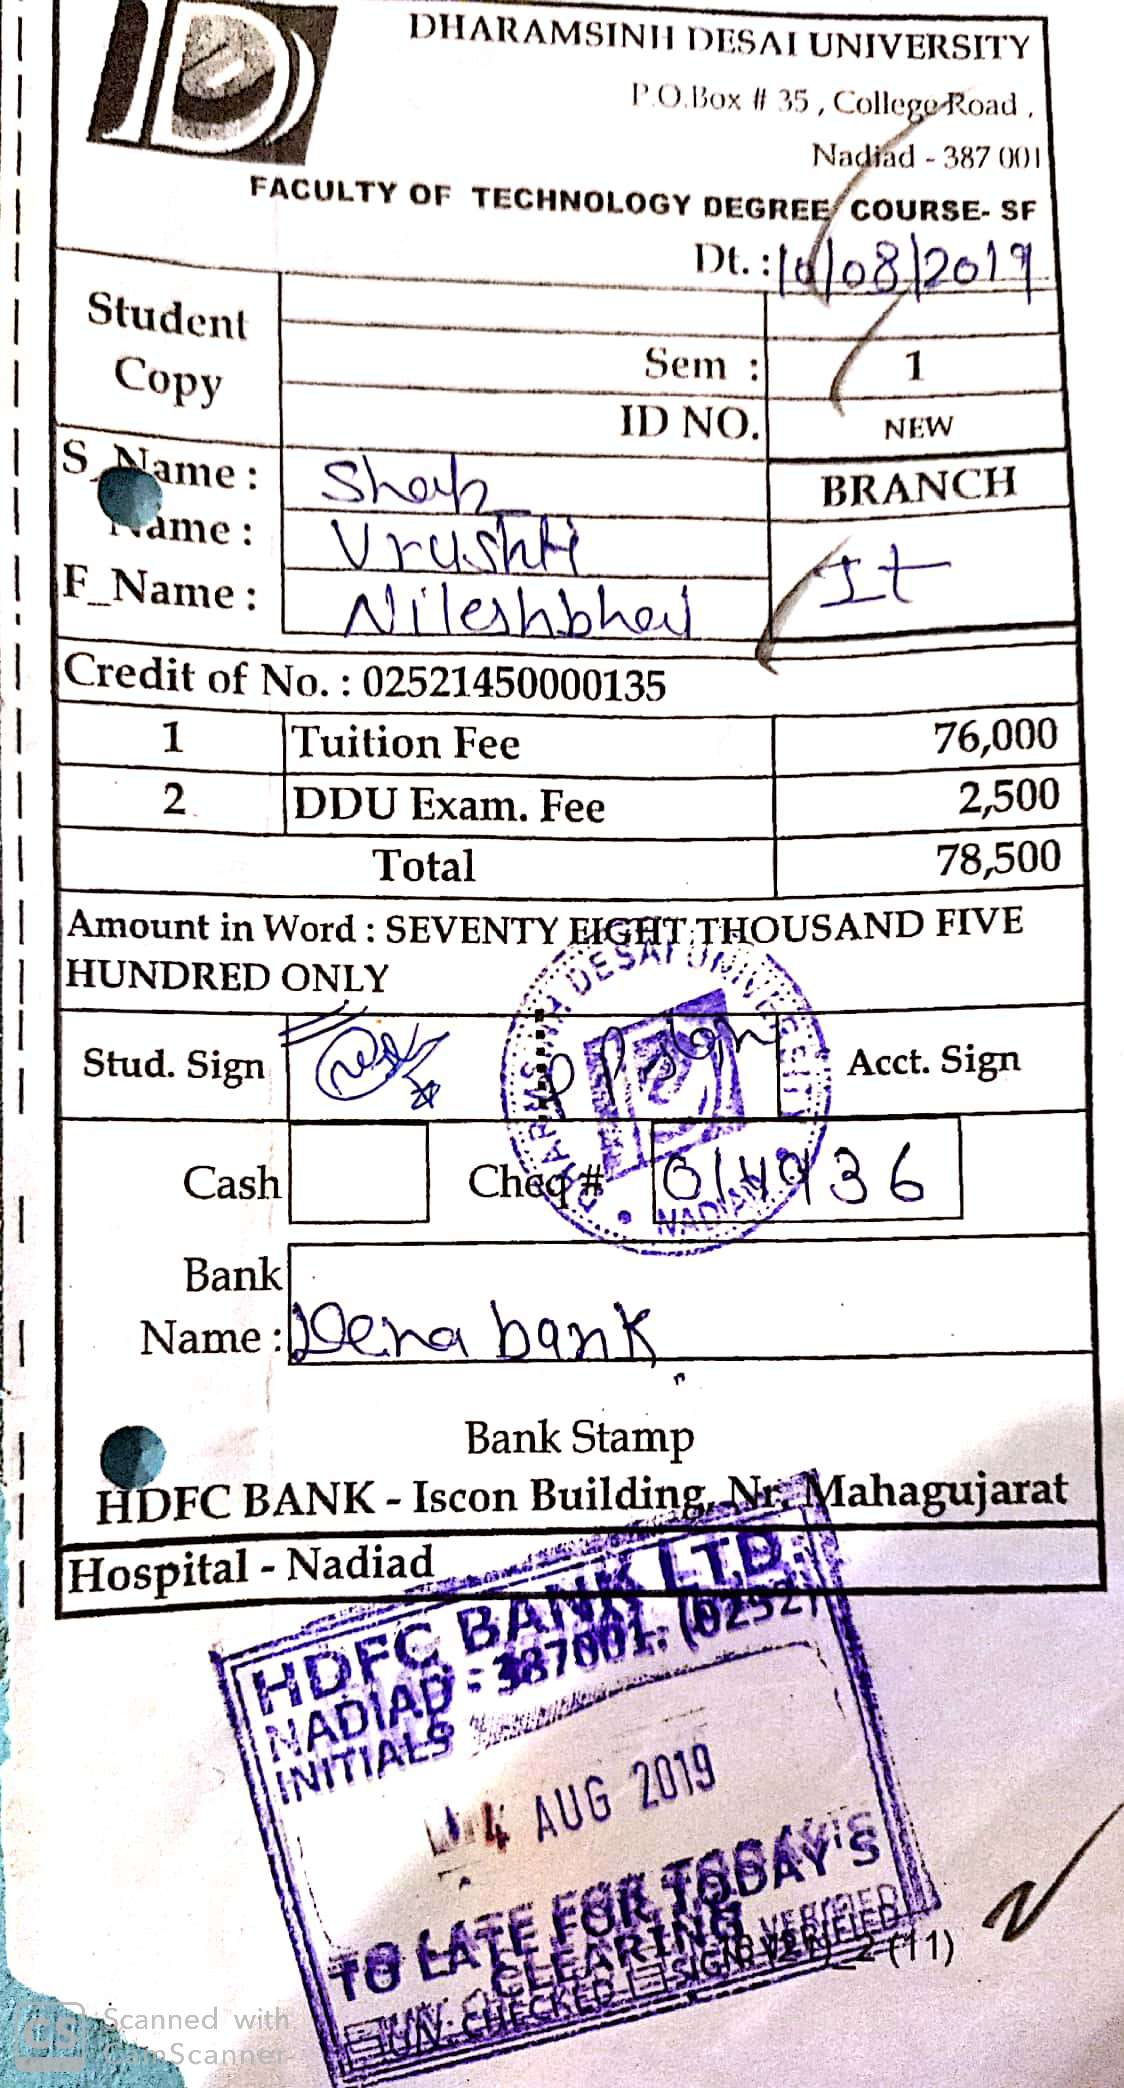 DHARAMSINH DESAI UNIVERSITY
P.O.Box # 35 , College Road ,
Nadiad - 387 001
FACULTY OF TECHNOLOGY DEGREE COURSE- SF
Dt. : 10/08/2019
Student Copy
Sem : 1
ID NO. NEW
S_Name : Shah
BRANCH
Name : Vrushti
It
F_Name : Nileshbhai
Credit of No. : 02521450000135
1 Tuition Fee 76,000
2 DDU Exam. Fee 2,500
Total 78,500
Amount in Word : SEVENTY EIGHT THOUSAND FIVE
HUNDRED ONLY
DESAI UNIVERSITY
NADIAD
Stud. Sign
Acct. Sign
Cash Cheq # 014936
Bank
Name : Dena bank
Bank Stamp
HDFC BANK - Iscon Building, Nr. Mahagujarat
Hospital - Nadiad
HDFC BANK LTD.
NADIAD - 387001. (0252)
INITIALS
14 AUG 2019
TO LATE FOR TODAY'S
CLEARING
UN-CHECKED SIGN VERIFIED
2 (11)
CS Scanned with
CamScanner